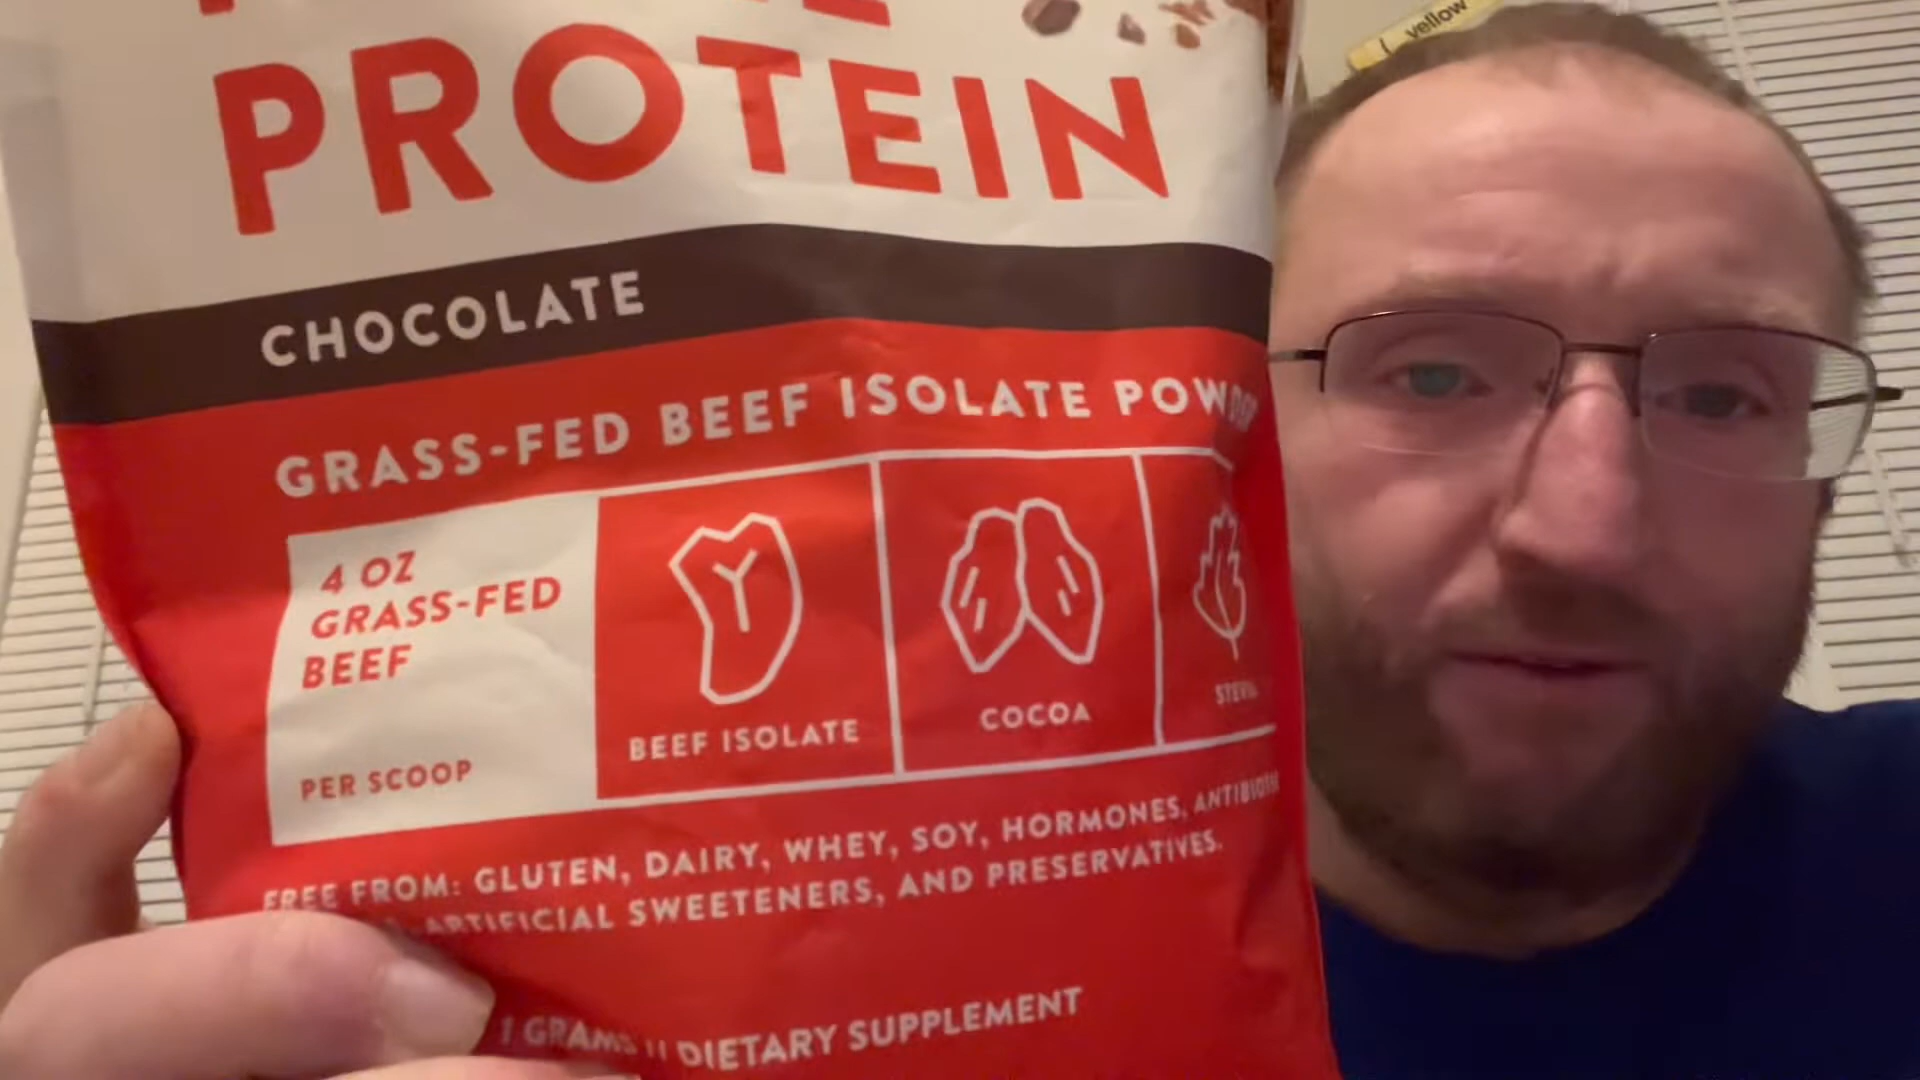 yellow
PROTEIN
CHOCOLATE
GRASS-FED BEEF ISOLATE
4 OZ
GRASS-FED
BEEF
PER SCOOP
BEEF ISOLATE
COCOA
FREE FROM: GLUTEN, DAIRY, WHEY, SOY, HORMONES,
ARTIFICIAL SWEETENERS, AND PRESERVATIVES.
GRAMS // DIETARY SUPPLEMENT